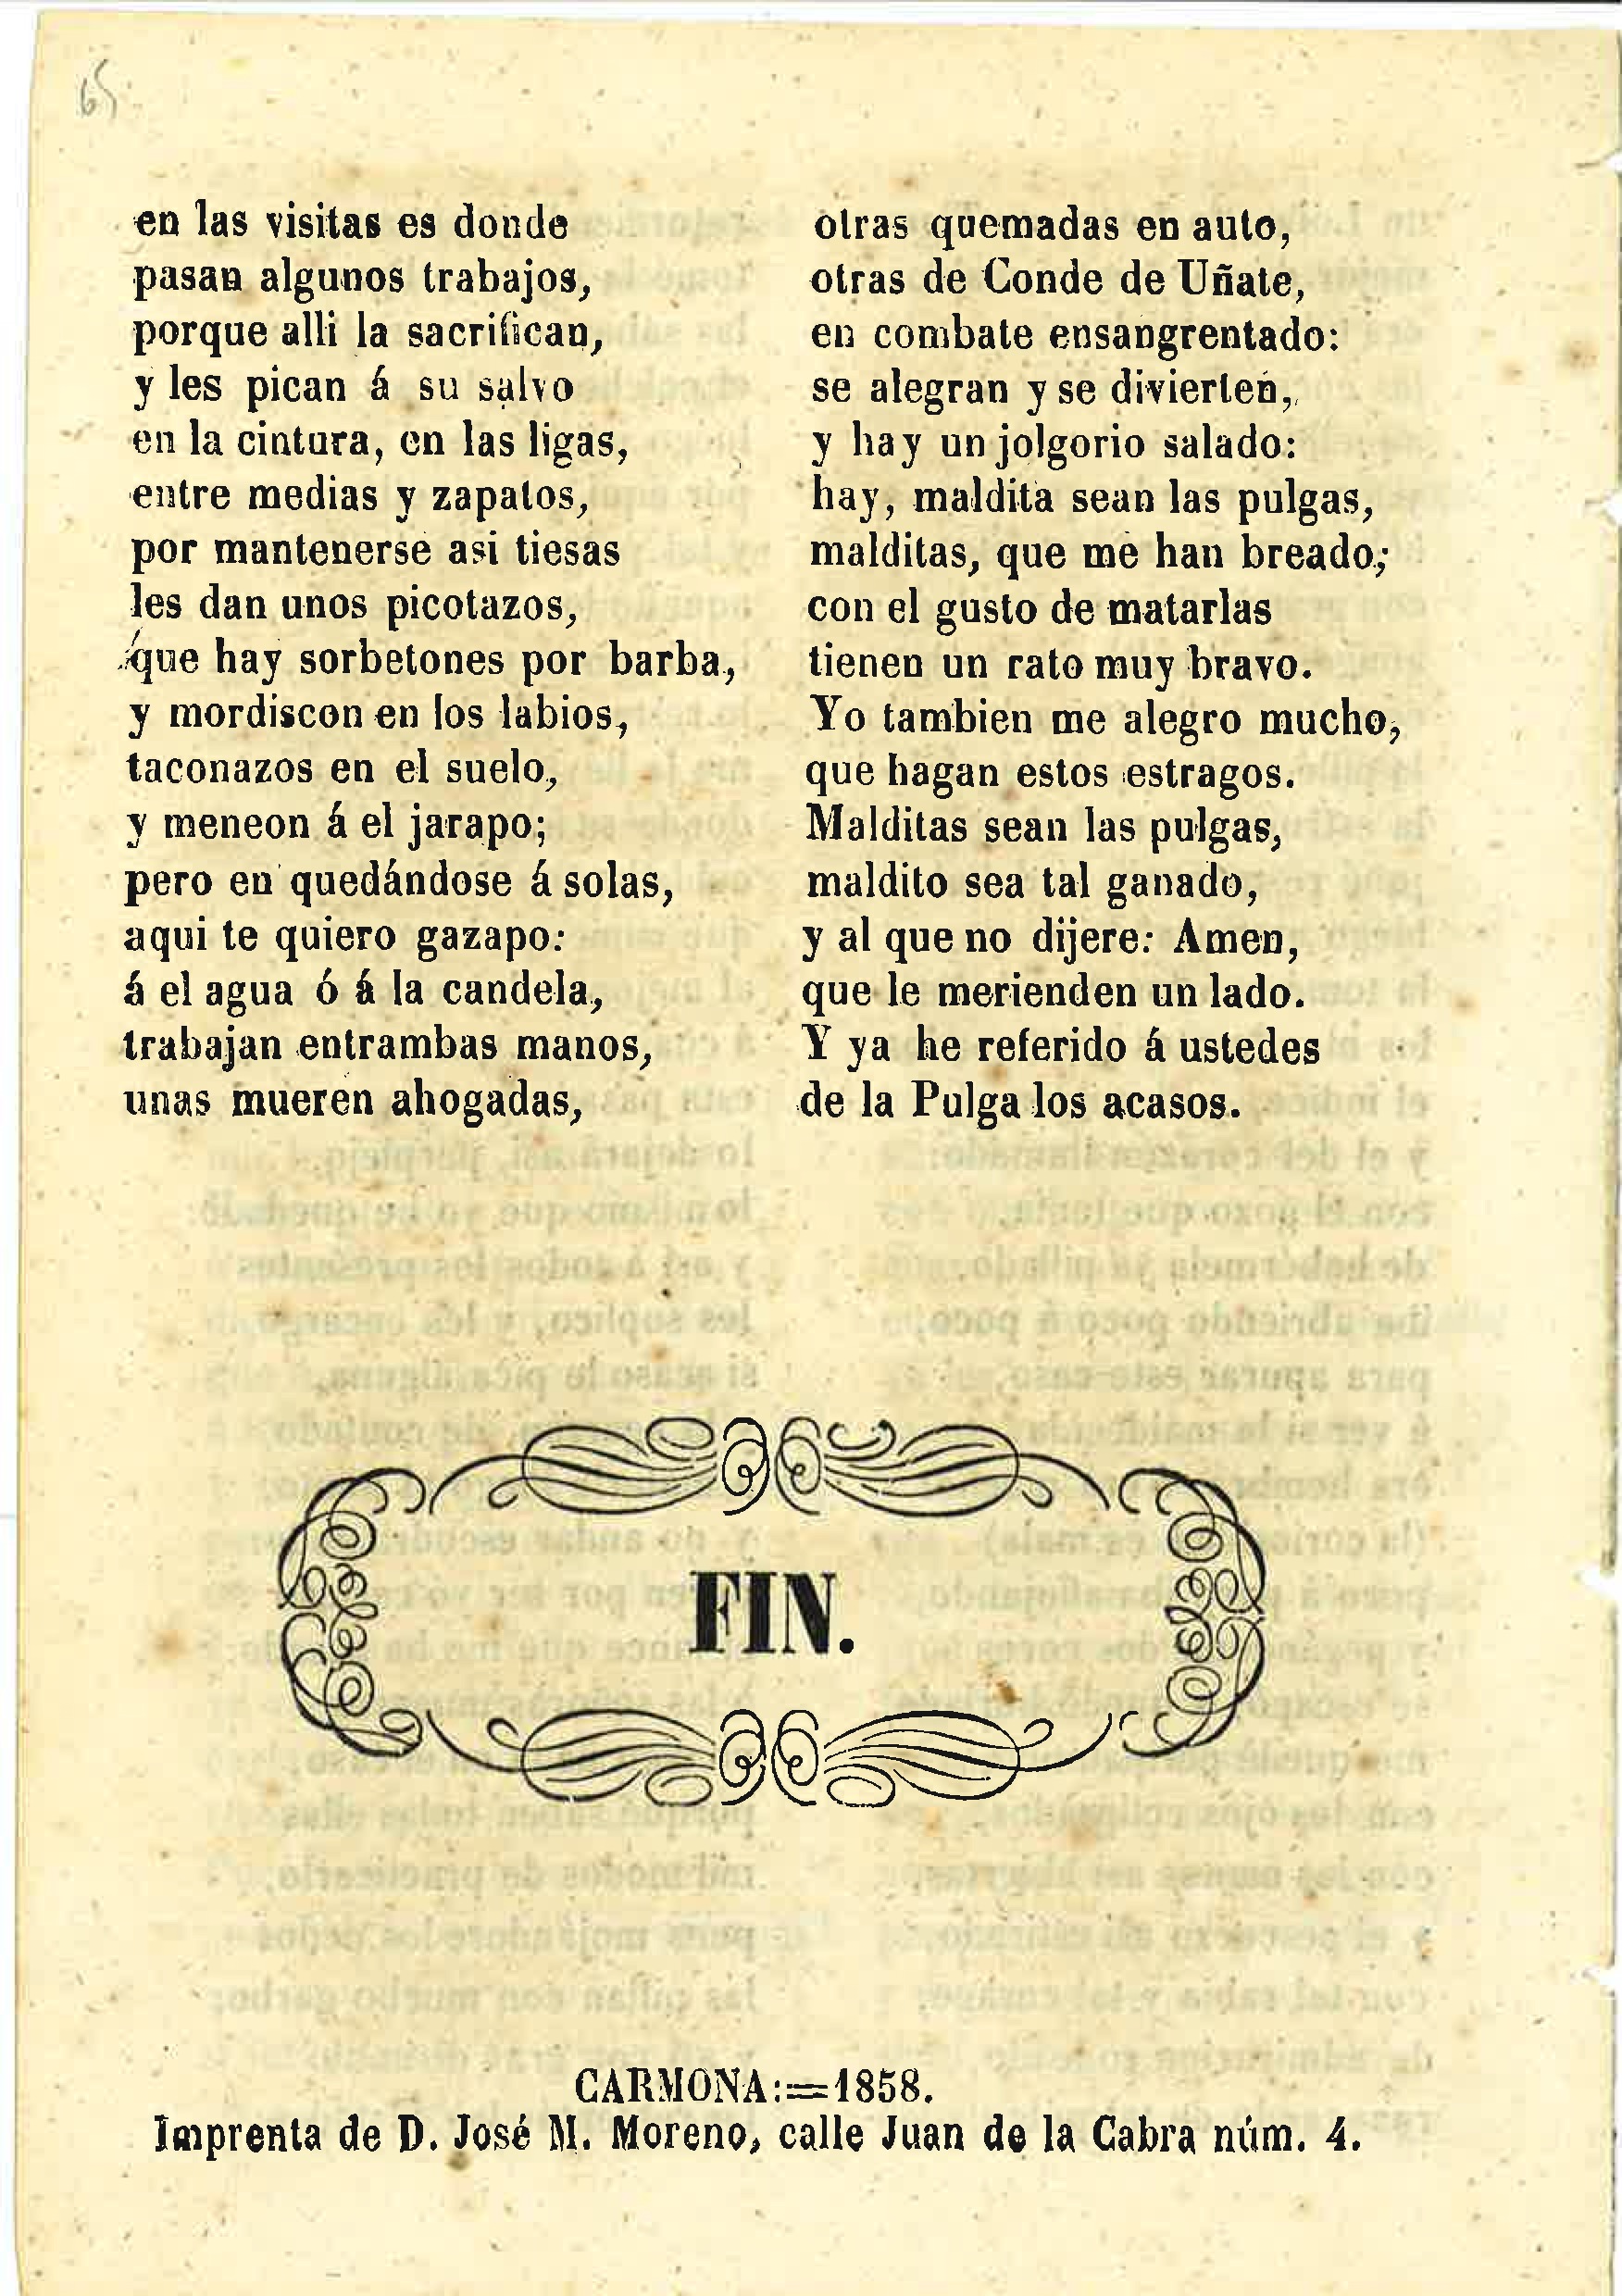 65
en las visitas es donde
pasan algunos trabajos,
porque alli la sacrifican,
y les pican á su salvo
en la cintura, en las ligas,
entre medias y zapatos,
por mantenerse asi tiesas
les dan unos picotazos,
que hay sorbetones por barba,
y mordiscon en los labios,
taconazos en el suelo,
y meneon á el jarapo;
pero en quedándose á solas,
aqui te quiero gazapo:
á el agua ó á la candela,
trabajan entrambas manos,
unas mueren ahogadas,
otras quemadas en auto,
otras de Conde de Uñate,
en combate ensangrentado:
se alegran y se divierten,
y hay un jolgorio salado:
hay, maldita sean las pulgas,
malditas, que me han breado;
con el gusto de matarlas
tienen un rato muy bravo.
Yo tambien me alegro mucho,
que hagan estos estragos.
Malditas sean las pulgas,
maldito sea tal ganado,
y al que no dijere: Amen,
que le merienden un lado.
Y ya he referido á ustedes
de la Pulga los acasos.
FIN.
CARMONA:=1858.
Imprenta de D. José M. Moreno, calle Juan de la Cabra núm. 4.